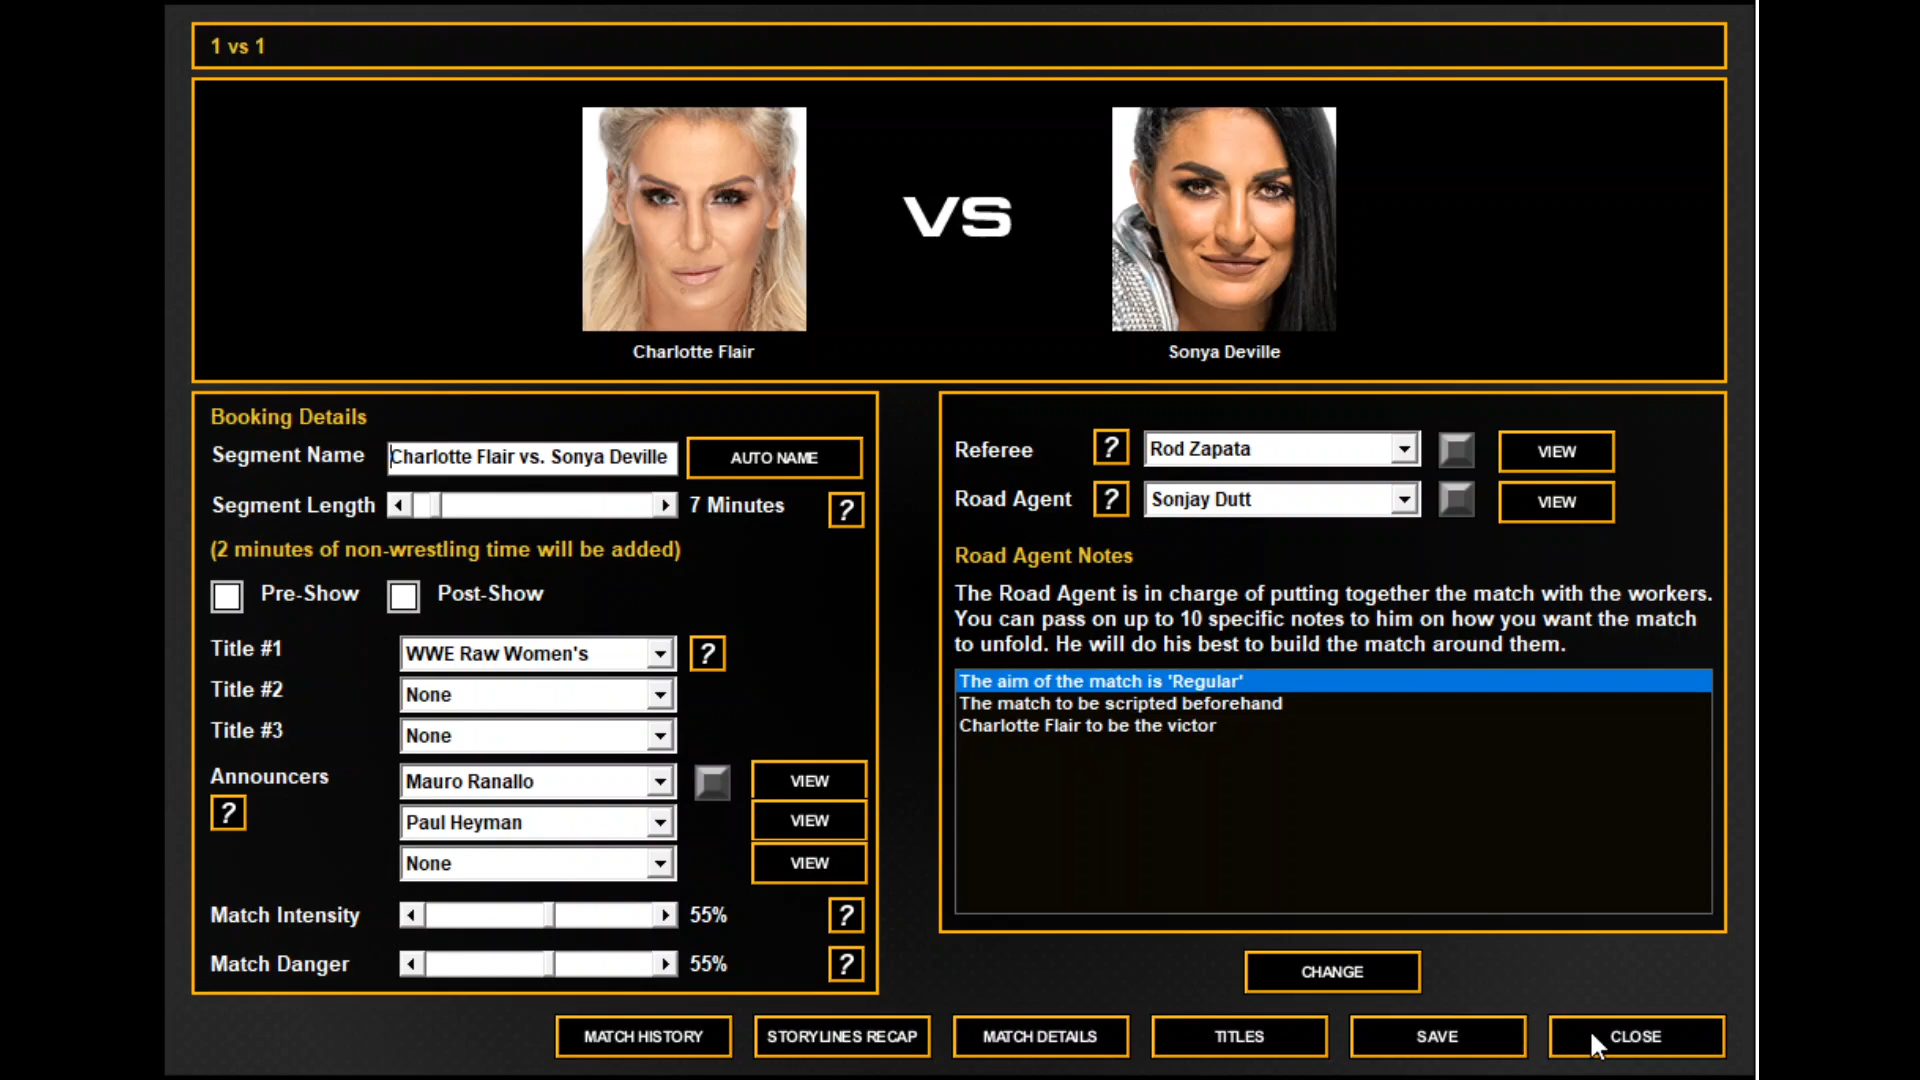 1 vs 1
VS
Charlotte Flair
Sonya Deville
Booking Details
Segment Name
Charlotte Flair vs. Sonya Deville
AUTO NAME
Segment Length
7 Minutes
?
(2 minutes of non-wrestling time will be added)
Pre-Show
Post-Show
Title #1
WWE Raw Women's
?
Title #2
None
Title #3
None
Announcers
?
Mauro Ranallo
VIEW
Paul Heyman
VIEW
None
VIEW
Match Intensity
55%
?
Match Danger
55%
?
Referee
?
Rod Zapata
VIEW
Road Agent
?
Sonjay Dutt
VIEW
Road Agent Notes
The Road Agent is in charge of putting together the match with the workers.
You can pass on up to 10 specific notes to him on how you want the match
to unfold. He will do his best to build the match around them.
The aim of the match is 'Regular'
The match to be scripted beforehand
Charlotte Flair to be the victor
CHANGE
MATCH HISTORY
STORYLINES RECAP
MATCH DETAILS
TITLES
SAVE
CLOSE